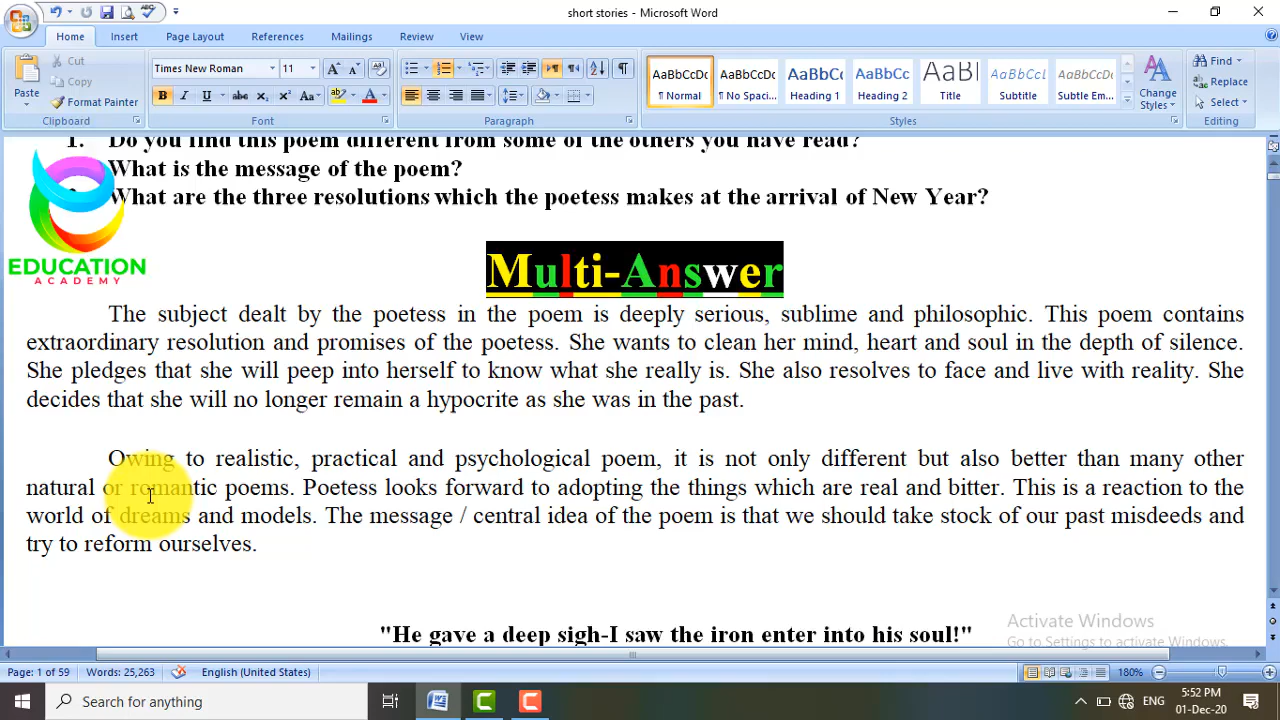 short stories - Microsoft Word
Home Insert Page Layout References Mailings Review View
Paste
Cut
Copy
Format Painter
Clipboard
Times New Roman 11
Font
Paragraph
AaBbCcDc AaBbCcDc AaBbC AaBbCc AaBl AaBbCcL AaBbCcDc
¶ Normal ¶ No Spaci... Heading 1 Heading 2 Title Subtitle Subtle Em...
Styles
Change Styles
Find
Replace
Select
Editing
1. Do you find this poem different from some of the others you have read?
What is the message of the poem?
What are the three resolutions which the poetess makes at the arrival of New Year?
EDUCATION
ACADEMY
Multi-Answer
The subject dealt by the poetess in the poem is deeply serious, sublime and philosophic. This poem contains
extraordinary resolution and promises of the poetess. She wants to clean her mind, heart and soul in the depth of silence.
She pledges that she will peep into herself to know what she really is. She also resolves to face and live with reality. She
decides that she will no longer remain a hypocrite as she was in the past.
Owing to realistic, practical and psychological poem, it is not only different but also better than many other
natural or romantic poems. Poetess looks forward to adopting the things which are real and bitter. This is a reaction to the
world of dreams and models. The message / central idea of the poem is that we should take stock of our past misdeeds and
try to reform ourselves.
"He gave a deep sigh-I saw the iron enter into his soul!"
Activate Windows
Go to Settings to activate Windows.
Page: 1 of 59 Words: 25,263 English (United States) 180%
Search for anything
ENG
5:52 PM
01-Dec-20